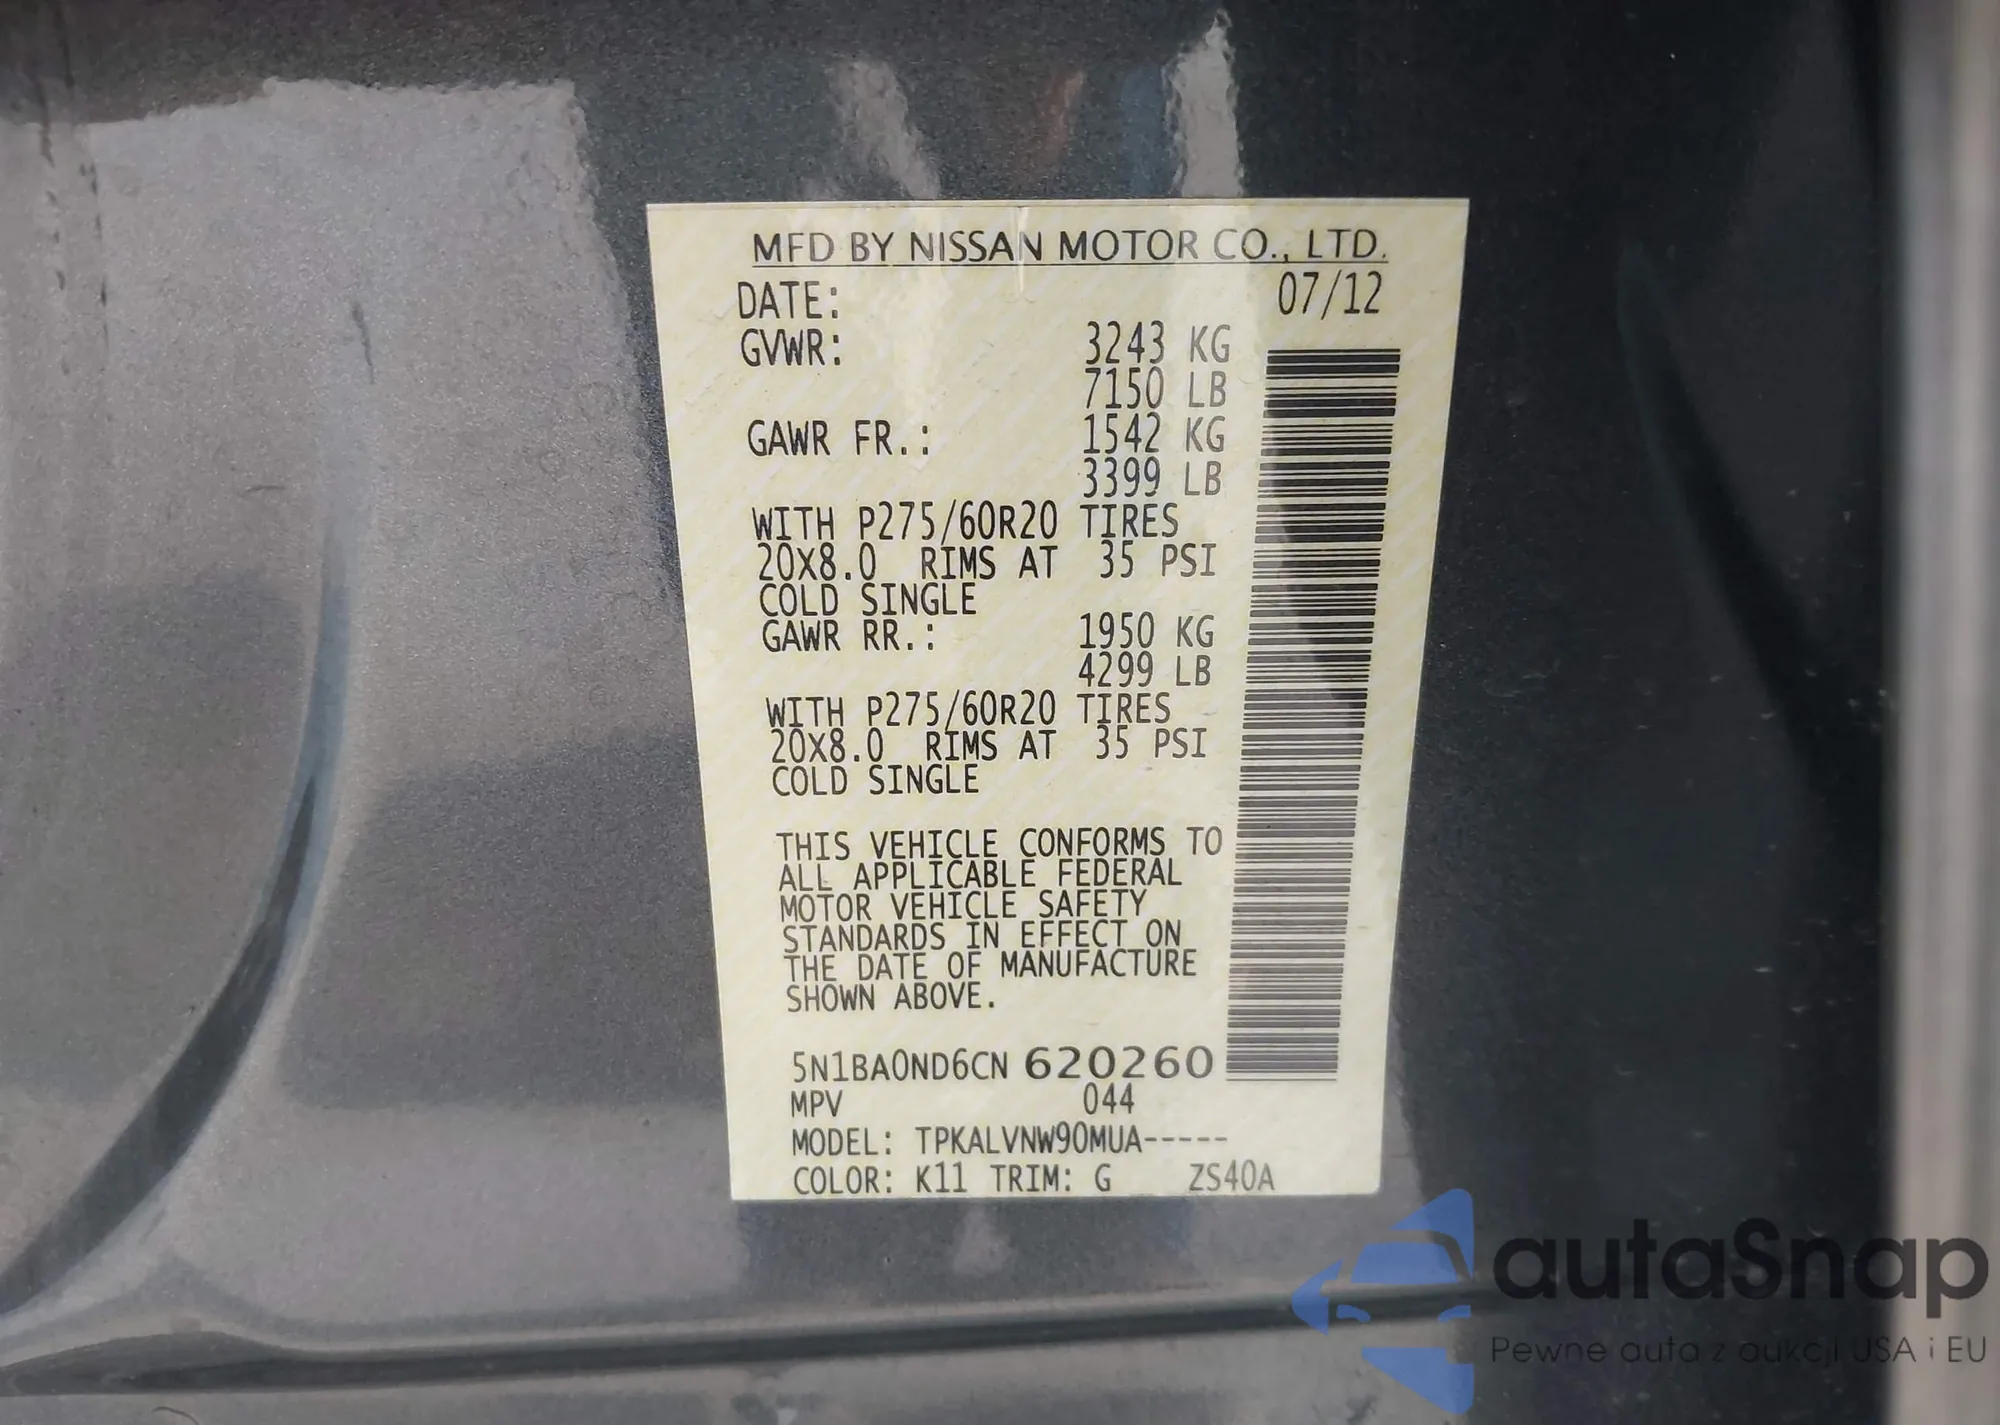 MFD BY NISSAN MOTOR CO., LTD.
DATE: 07/12
GVWR: 3243 KG
7150 LB
GAWR FR.: 1542 KG
3399 LB
WITH P275/60R20 TIRES
20X8.0 RIMS AT 35 PSI
COLD SINGLE
GAWR RR.: 1950 KG
4299 LB
WITH P275/60R20 TIRES
20X8.0 RIMS AT 35 PSI
COLD SINGLE
THIS VEHICLE CONFORMS TO
ALL APPLICABLE FEDERAL
MOTOR VEHICLE SAFETY
STANDARDS IN EFFECT ON
THE DATE OF MANUFACTURE
SHOWN ABOVE.
5N1BA0ND6CN 620260
MPV 044
MODEL: TPKALVNW90MUA-----
COLOR: K11 TRIM: G ZS40A
autaSnap
Pewne auta z aukcji USA i EU